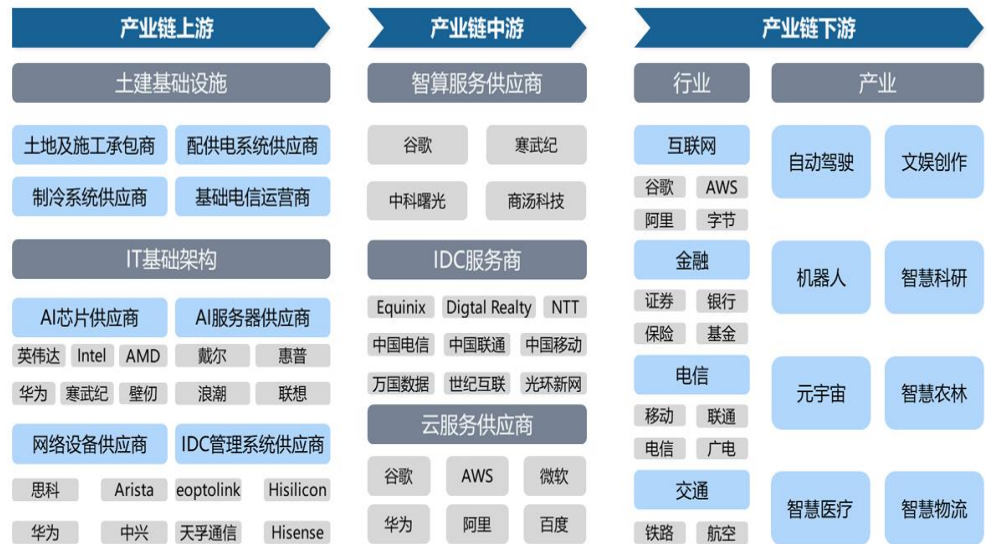 产业链上游
土建基础设施
土地及施工承包商 配供电系统供应商
制冷系统供应商 基础电信运营商
IT基础架构
AI芯片供应商 AI服务器供应商
英伟达 Intel AMD 戴尔 惠普
华为 寒武纪 壁仞 浪潮 联想
网络设备供应商 IDC管理系统供应商
思科 Arista eoptolink Hisilicon
华为 中兴 天孚通信 Hisense
产业链中游
智算服务供应商
谷歌 寒武纪
中科曙光 商汤科技
IDC服务商
Equinix Digtal Realty NTT
中国电信 中国联通 中国移动
万国数据 世纪互联 光环新网
云服务供应商
谷歌 AWS 微软
华为 阿里 百度
产业链下游
行业
互联网
谷歌 AWS
阿里 字节
金融
证券 银行
保险 基金
电信
移动 联通
电信 广电
交通
铁路 航空
产业
自动驾驶 文娱创作
机器人 智慧科研
元宇宙 智慧农林
智慧医疗 智慧物流